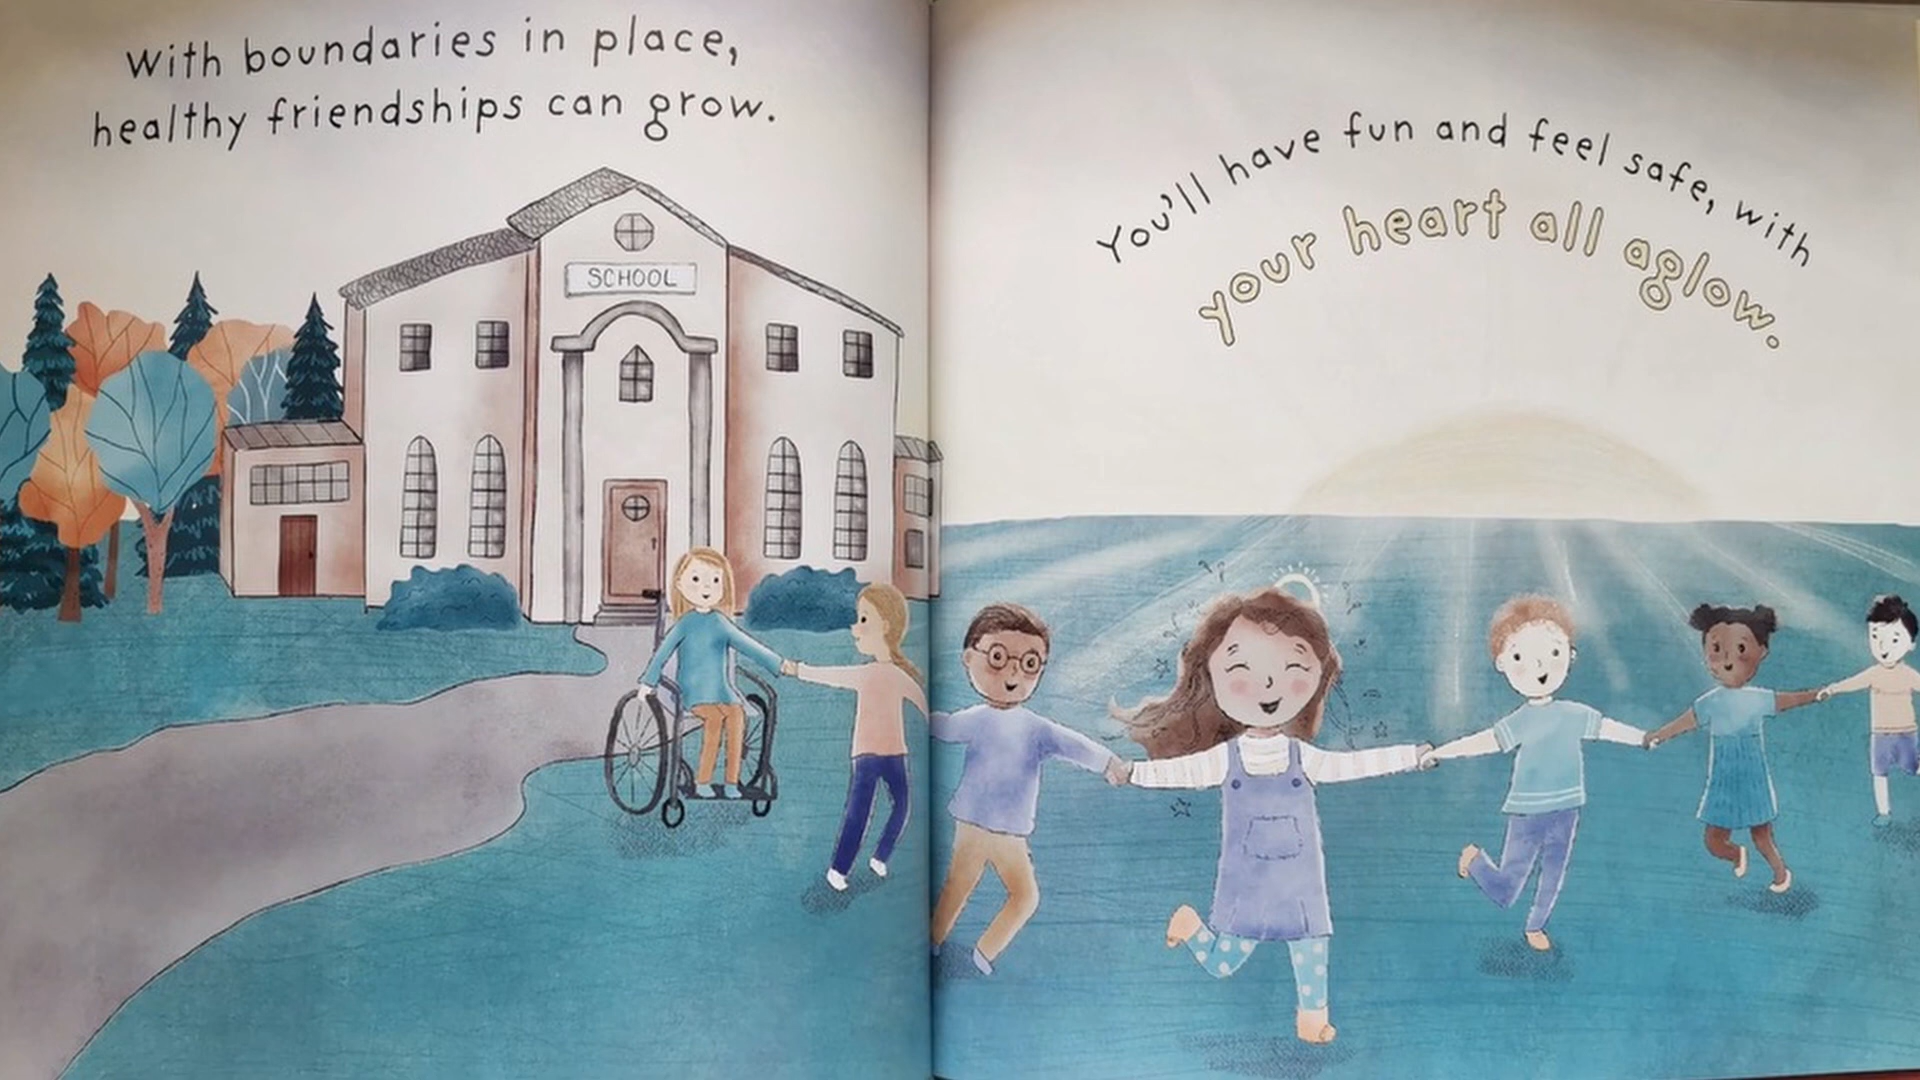 with boundaries in place,
healthy friendships can grow.
SCHOOL
You'll have fun and feel safe, with
your heart all aglow.